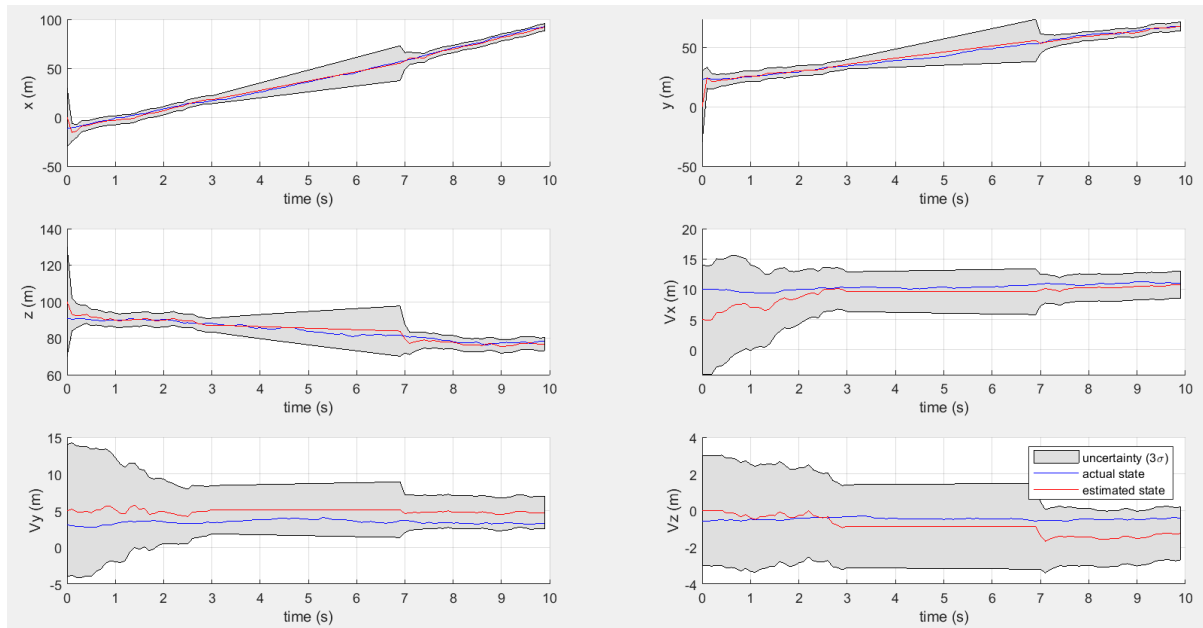 x (m)
100
50
0
-50
0 1 2 3 4 5 6 7 8 9 10
time (s)
y (m)
50
0
-50
0 1 2 3 4 5 6 7 8 9 10
time (s)
z (m)
140
120
100
80
60
0 1 2 3 4 5 6 7 8 9 10
time (s)
Vx (m)
20
15
10
5
0
0 1 2 3 4 5 6 7 8 9 10
time (s)
Vy (m)
15
10
5
0
-5
0 1 2 3 4 5 6 7 8 9 10
time (s)
Vz (m)
4
2
0
-2
-4
0 1 2 3 4 5 6 7 8 9 10
time (s)
uncertainty (3σ)
actual state
estimated state